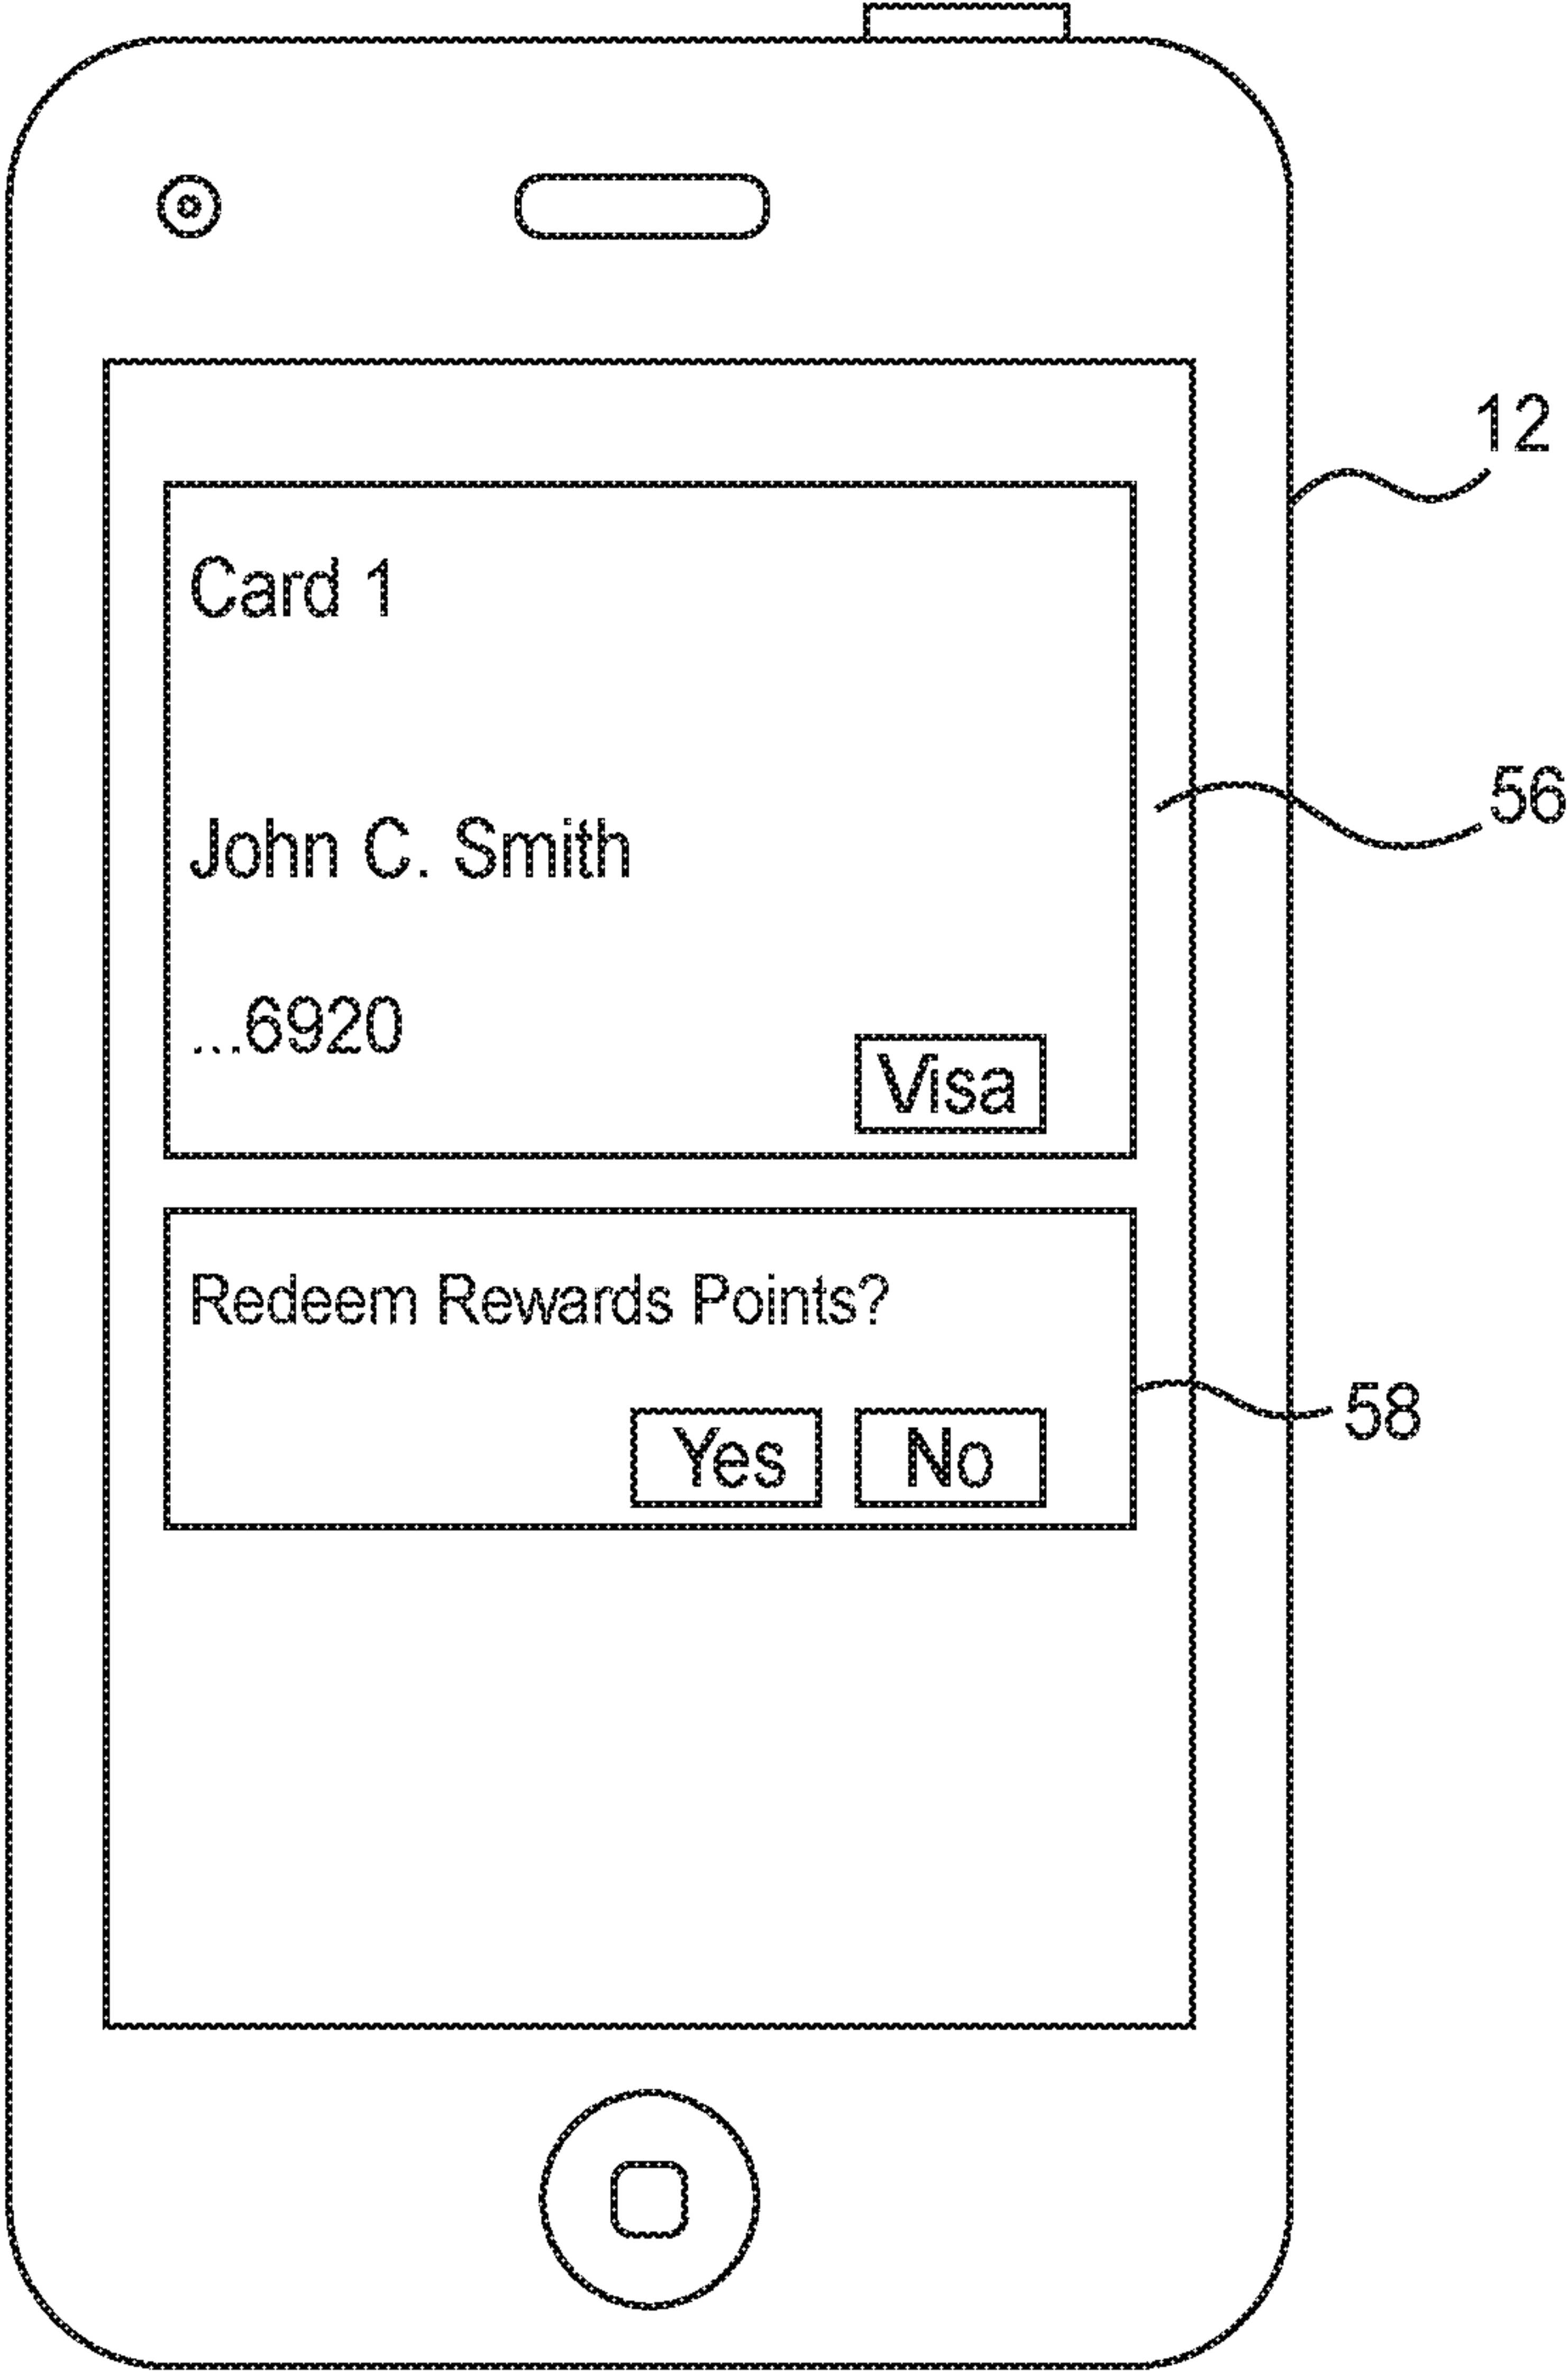 12
Card 1
56
John C. Smith
...6920
Visa
Redeem Rewards Points?
58
Yes No